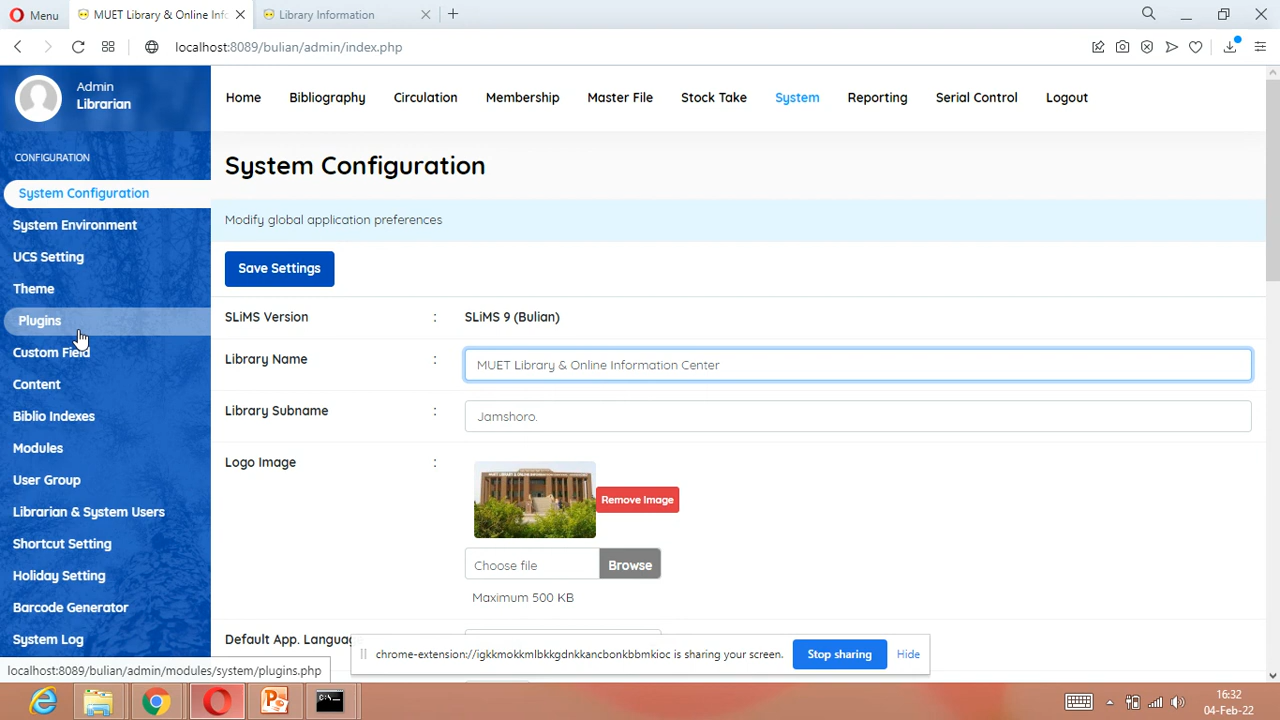 Menu
MUET Library & Online Info
Library Information
localhost:8089/bulian/admin/index.php
Admin
Librarian
Home
Bibliography
Circulation
Membership
Master File
Stock Take
System
Reporting
Serial Control
Logout
CONFIGURATION
System Configuration
System Environment
UCS Setting
Theme
Plugins
Custom Field
Content
Biblio Indexes
Modules
User Group
Librarian & System Users
Shortcut Setting
Holiday Setting
Barcode Generator
System Log
System Configuration
Modify global application preferences
Save Settings
SLiMS Version : SLiMS 9 (Bulian)
Library Name : MUET Library & Online Information Center
Library Subname : Jamshoro.
Logo Image :
Remove Image
Choose file Browse
Maximum 500 KB
Default App. Languag
chrome-extension://igkkmokkmlbkkgdnkkancbonkbbmkioc is sharing your screen.
Stop sharing
Hide
localhost:8089/bulian/admin/modules/system/plugins.php
16:32
04-Feb-22